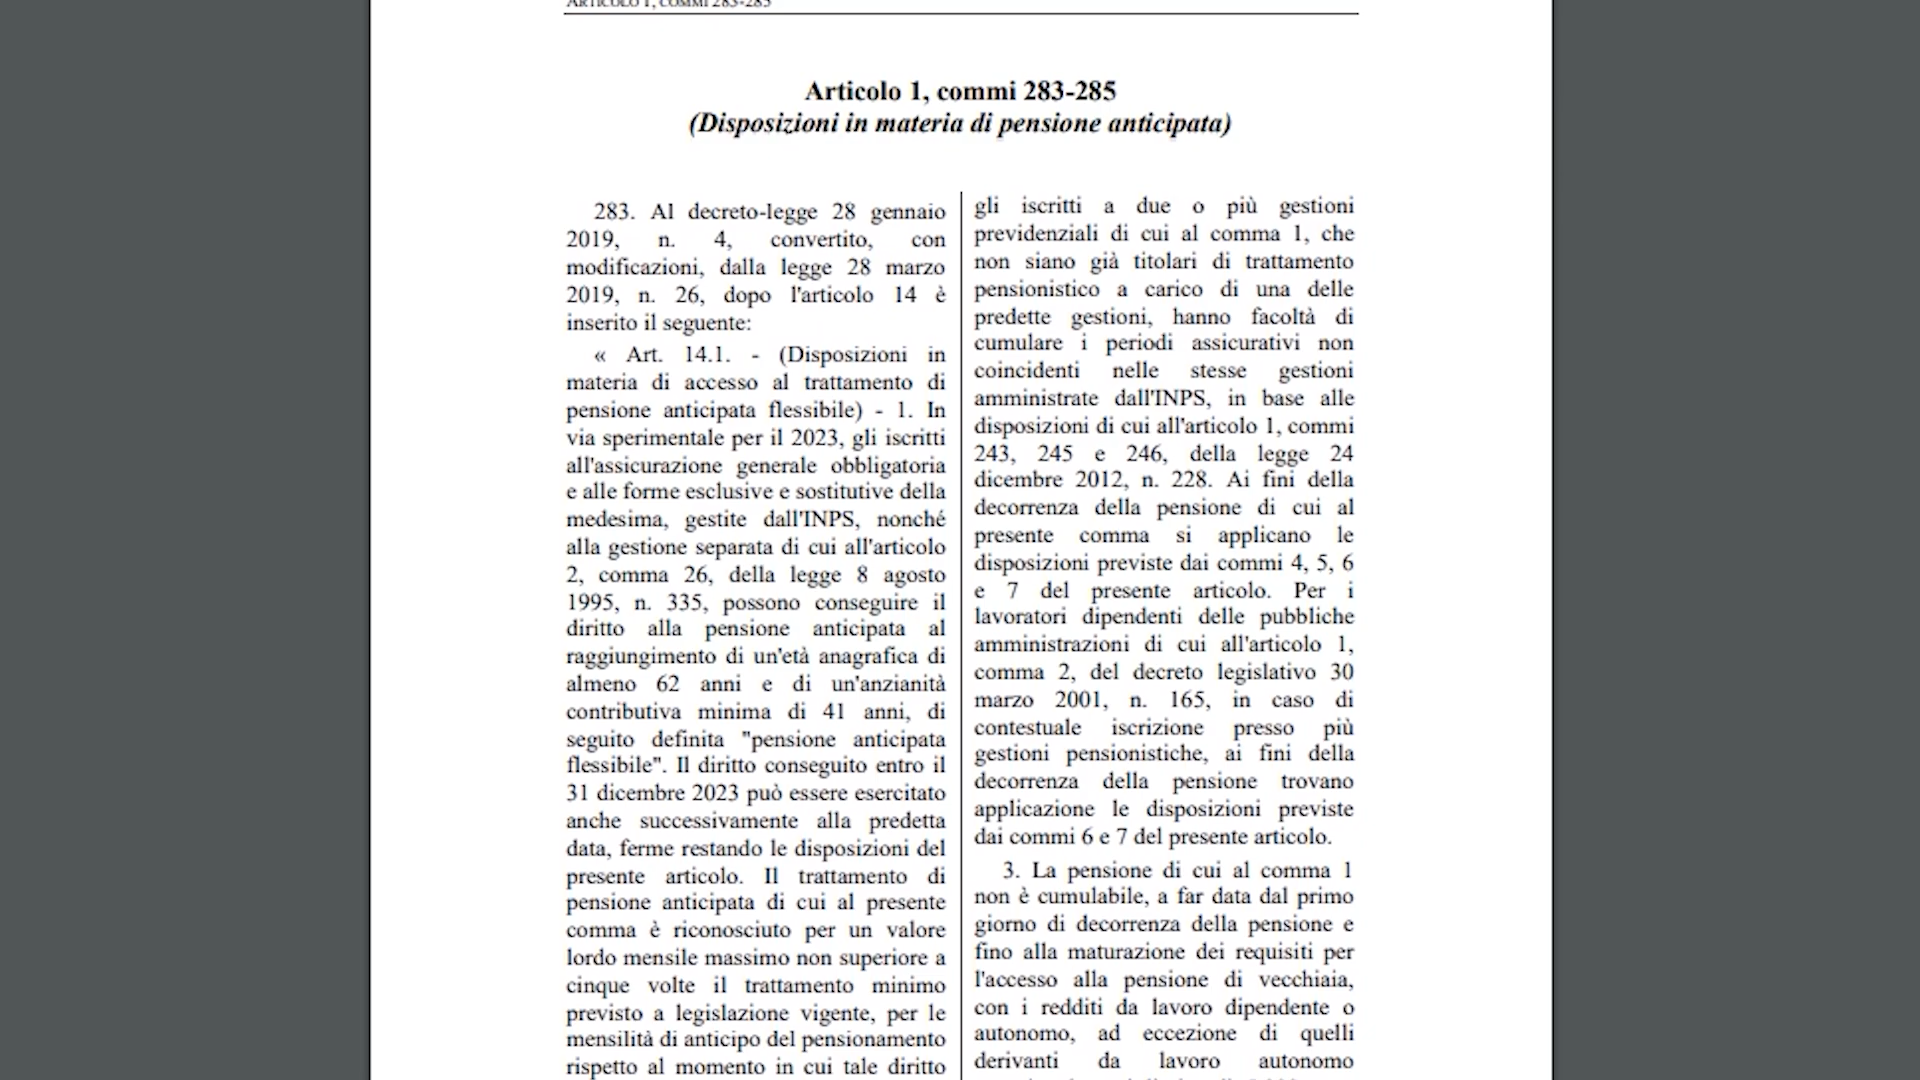 ARTICOLO 1, COMMI 283-285
Articolo 1, commi 283-285
(Disposizioni in materia di pensione anticipata)
283. Al decreto-legge 28 gennaio
2019, n. 4, convertito, con
modificazioni, dalla legge 28 marzo
2019, n. 26, dopo l'articolo 14 è
inserito il seguente:
« Art. 14.1. - (Disposizioni in
materia di accesso al trattamento di
pensione anticipata flessibile) - 1. In
via sperimentale per il 2023, gli iscritti
all'assicurazione generale obbligatoria
e alle forme esclusive e sostitutive della
medesima, gestite dall'INPS, nonché
alla gestione separata di cui all'articolo
2, comma 26, della legge 8 agosto
1995, n. 335, possono conseguire il
diritto alla pensione anticipata al
raggiungimento di un'età anagrafica di
almeno 62 anni e di un'anzianità
contributiva minima di 41 anni, di
seguito definita "pensione anticipata
flessibile". Il diritto conseguito entro il
31 dicembre 2023 può essere esercitato
anche successivamente alla predetta
data, ferme restando le disposizioni del
presente articolo. Il trattamento di
pensione anticipata di cui al presente
comma è riconosciuto per un valore
lordo mensile massimo non superiore a
cinque volte il trattamento minimo
previsto a legislazione vigente, per le
mensilità di anticipo del pensionamento
rispetto al momento in cui tale diritto
gli iscritti a due o più gestioni
previdenziali di cui al comma 1, che
non siano già titolari di trattamento
pensionistico a carico di una delle
predette gestioni, hanno facoltà di
cumulare i periodi assicurativi non
coincidenti nelle stesse gestioni
amministrate dall'INPS, in base alle
disposizioni di cui all'articolo 1, commi
243, 245 e 246, della legge 24
dicembre 2012, n. 228. Ai fini della
decorrenza della pensione di cui al
presente comma si applicano le
disposizioni previste dai commi 4, 5, 6
e 7 del presente articolo. Per i
lavoratori dipendenti delle pubbliche
amministrazioni di cui all'articolo 1,
comma 2, del decreto legislativo 30
marzo 2001, n. 165, in caso di
contestuale iscrizione presso più
gestioni pensionistiche, ai fini della
decorrenza della pensione trovano
applicazione le disposizioni previste
dai commi 6 e 7 del presente articolo.
3. La pensione di cui al comma 1
non è cumulabile, a far data dal primo
giorno di decorrenza della pensione e
fino alla maturazione dei requisiti per
l'accesso alla pensione di vecchiaia,
con i redditi da lavoro dipendente o
autonomo, ad eccezione di quelli
derivanti da lavoro autonomo